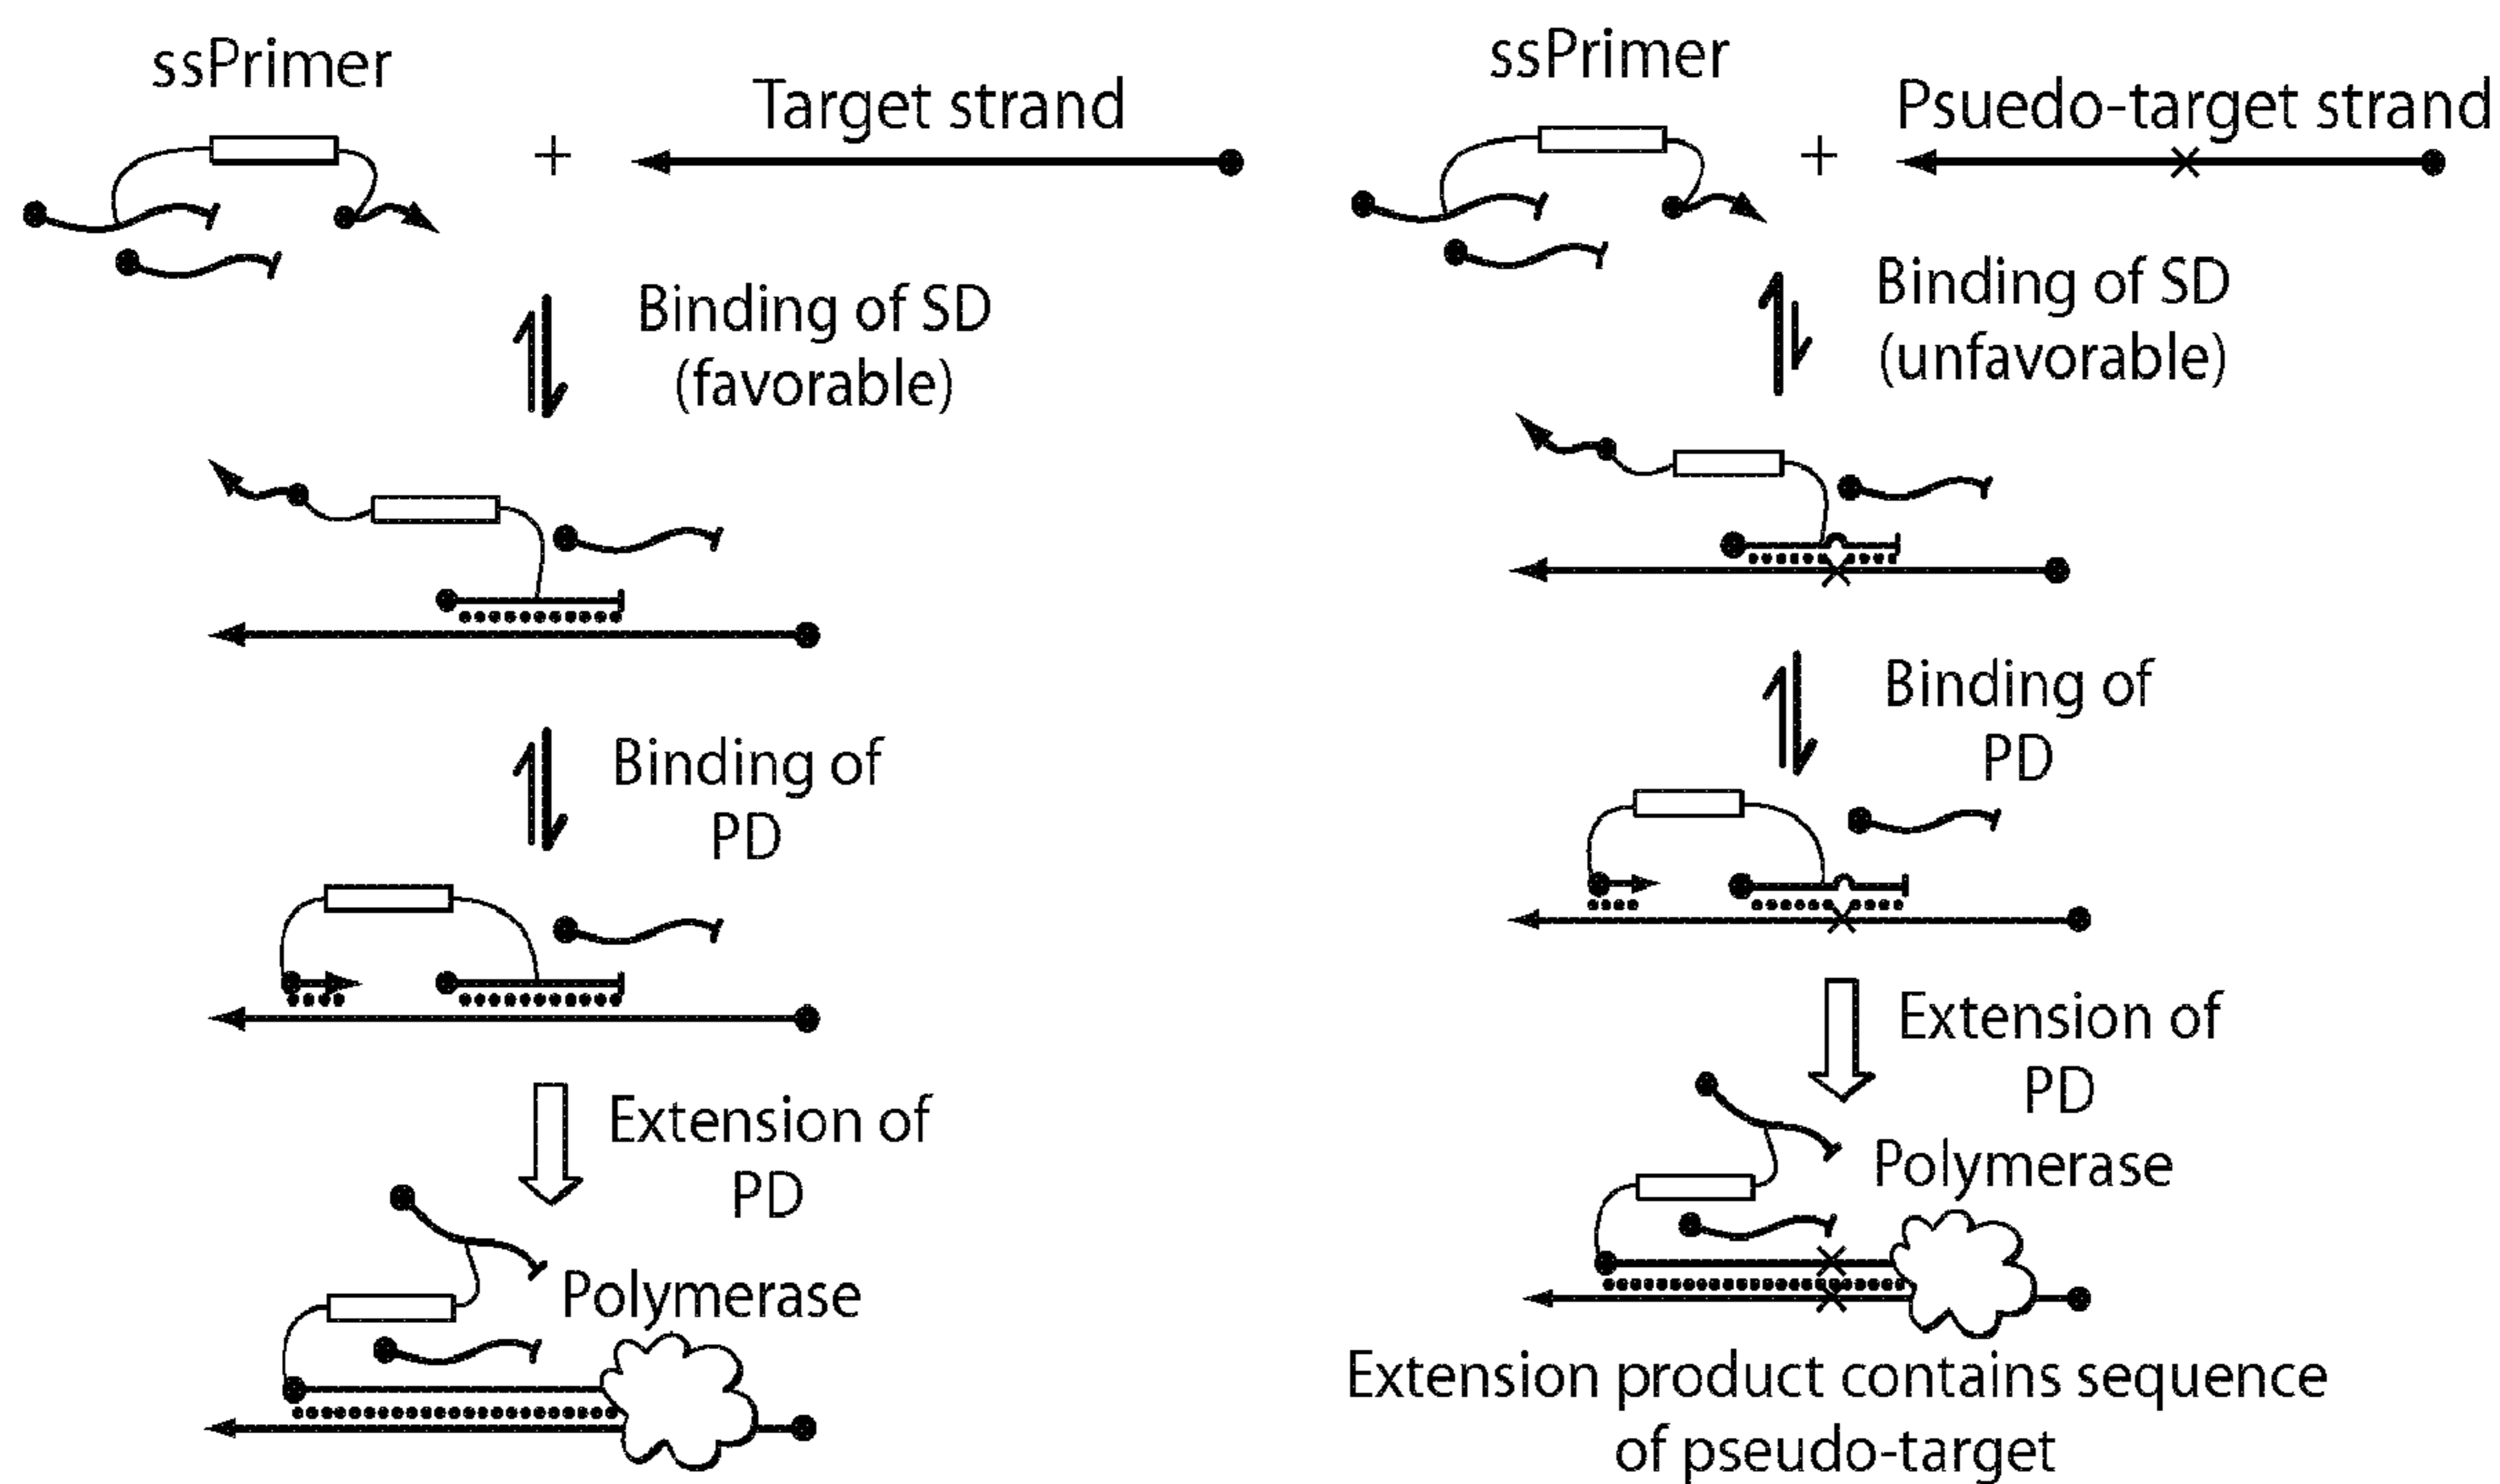 ssPrimer
+
Target strand
Binding of SD
(favorable)
Binding of
PD
Extension of
PD
Polymerase
ssPrimer
+
Psuedo-target strand
Binding of SD
(unfavorable)
Binding of
PD
Extension of
PD
Polymerase
Extension product contains sequence
of pseudo-target